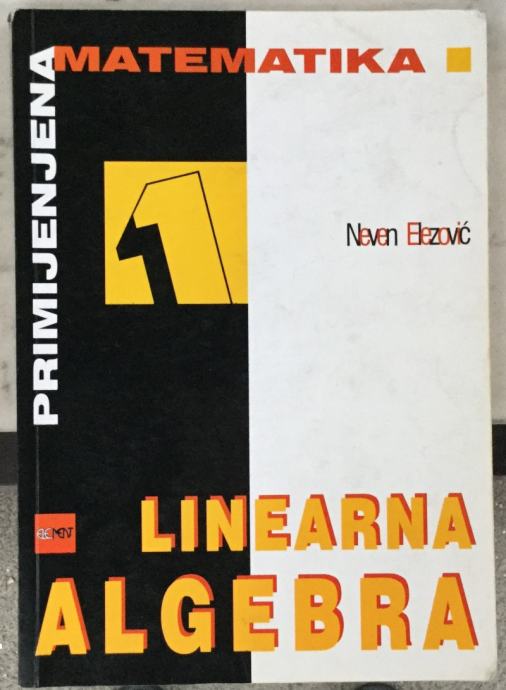 PRIMIJENJENA
MATEMATIKA
1
Neven Elezović
ELEMENT
LINEARNA
ALGEBRA